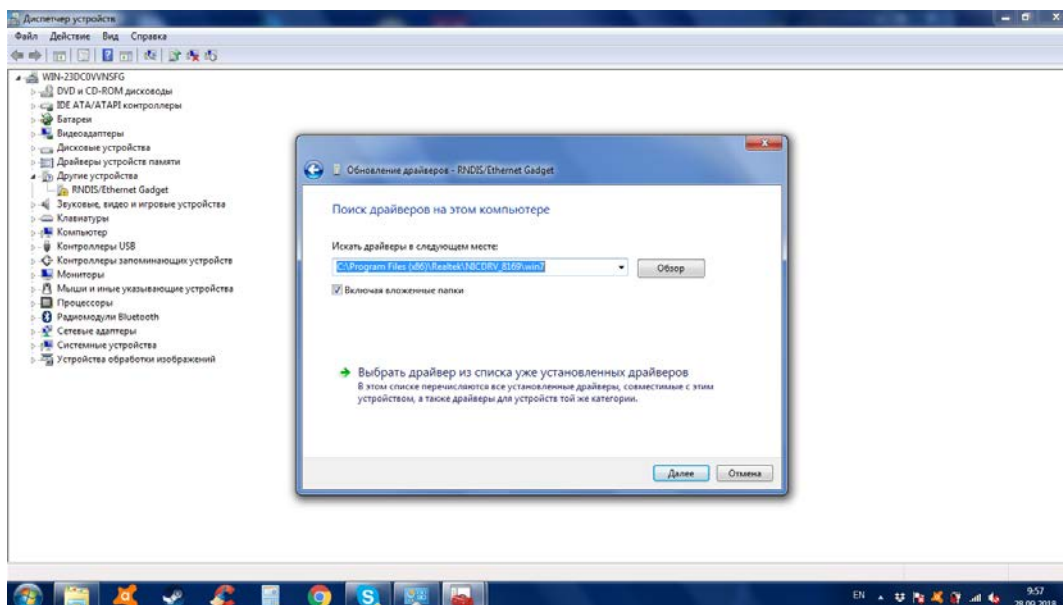 Диспетчер устройств
Файл Действие Вид Справка
WIN-23DC0VVNSFG
DVD и CD-ROM дисководы
IDE ATA/ATAPI контроллеры
Батареи
Видеоадаптеры
Дисковые устройства
Драйверы устройств памяти
Другие устройства
RNDIS/Ethernet Gadget
Звуковые, видео и игровые устройства
Клавиатуры
Компьютер
Контроллеры USB
Контроллеры запоминающих устройств
Мониторы
Мыши и иные указывающие устройства
Процессоры
Радиомодули Bluetooth
Сетевые адаптеры
Системные устройства
Устройства обработки изображений
Обновление драйверов - RNDIS/Ethernet Gadget
Поиск драйверов на этом компьютере
Искать драйверы в следующем месте:
C:\Program Files (x86)\Realtek\NICDRV_8169\win7
Обзор
Включая вложенные папки
Выбрать драйвер из списка уже установленных драйверов
В этом списке перечисляются все установленные драйверы, совместимые с этим
устройством, а также драйверы для устройств той же категории.
Далее Отмена
EN
9:57
28.09.2018